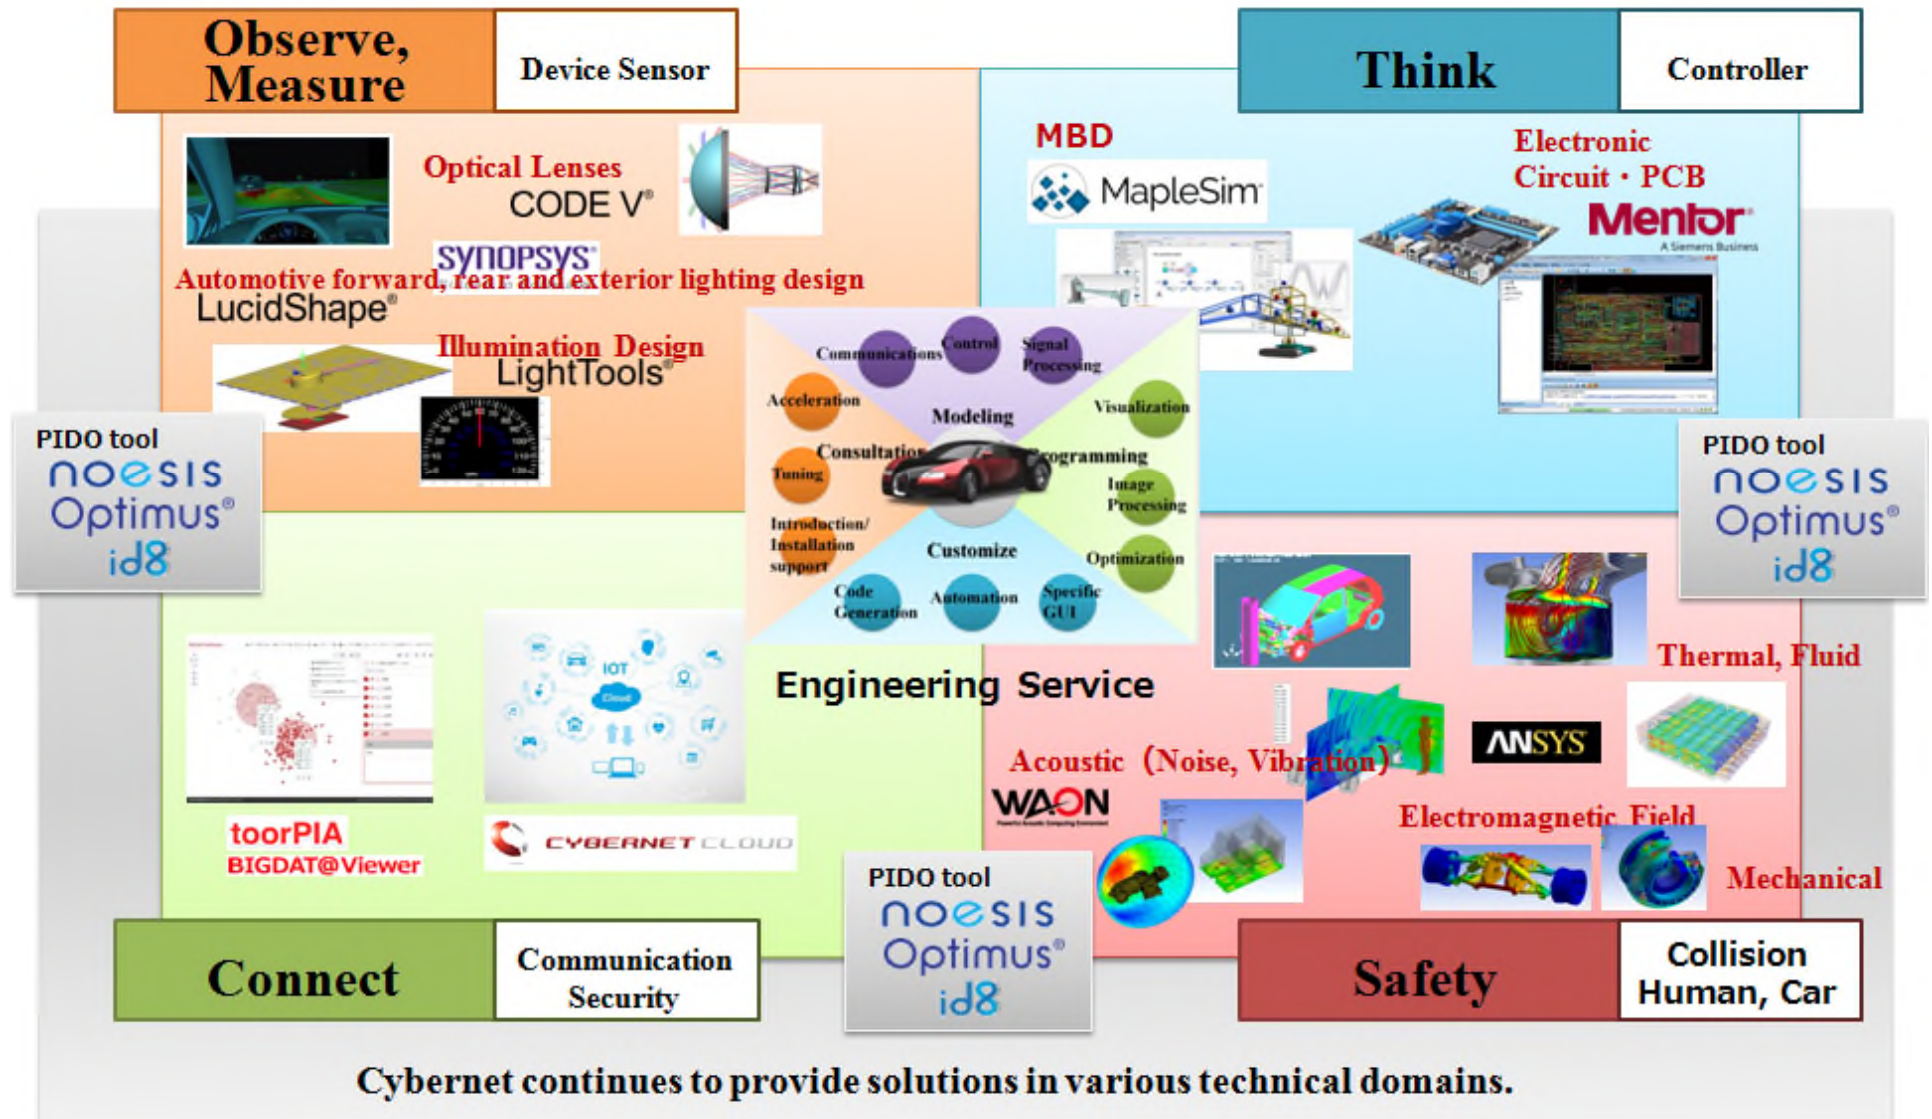 Observe,
Measure
Device Sensor
Think
Controller
Optical Lenses
CODE V®
SYNOPSYS®
Automotive forward, rear and exterior lighting design
LucidShape®
Illumination Design
LightTools®
MBD
MapleSim
Electronic
Circuit・PCB
Mentor®
A Siemens Business
PIDO tool
noesis
Optimus®
id8
Communications
Control
Signal
Processing
Acceleration
Modeling
Visualization
Consultation
Programming
Tuning
Image
Processing
Introduction/
Installation
support
Customize
Optimization
Code
Generation
Automation
Specific
GUI
PIDO tool
noesis
Optimus®
id8
Engineering Service
IOT
Cloud
toorPIA
BIGDAT@Viewer
CYBERNET CLOUD
Thermal, Fluid
ANSYS
Acoustic（Noise, Vibration）
WAON
Powerful Acoustic Computing Environment
Electromagnetic Field
Mechanical
PIDO tool
noesis
Optimus®
id8
Connect
Communication
Security
Safety
Collision
Human, Car
Cybernet continues to provide solutions in various technical domains.